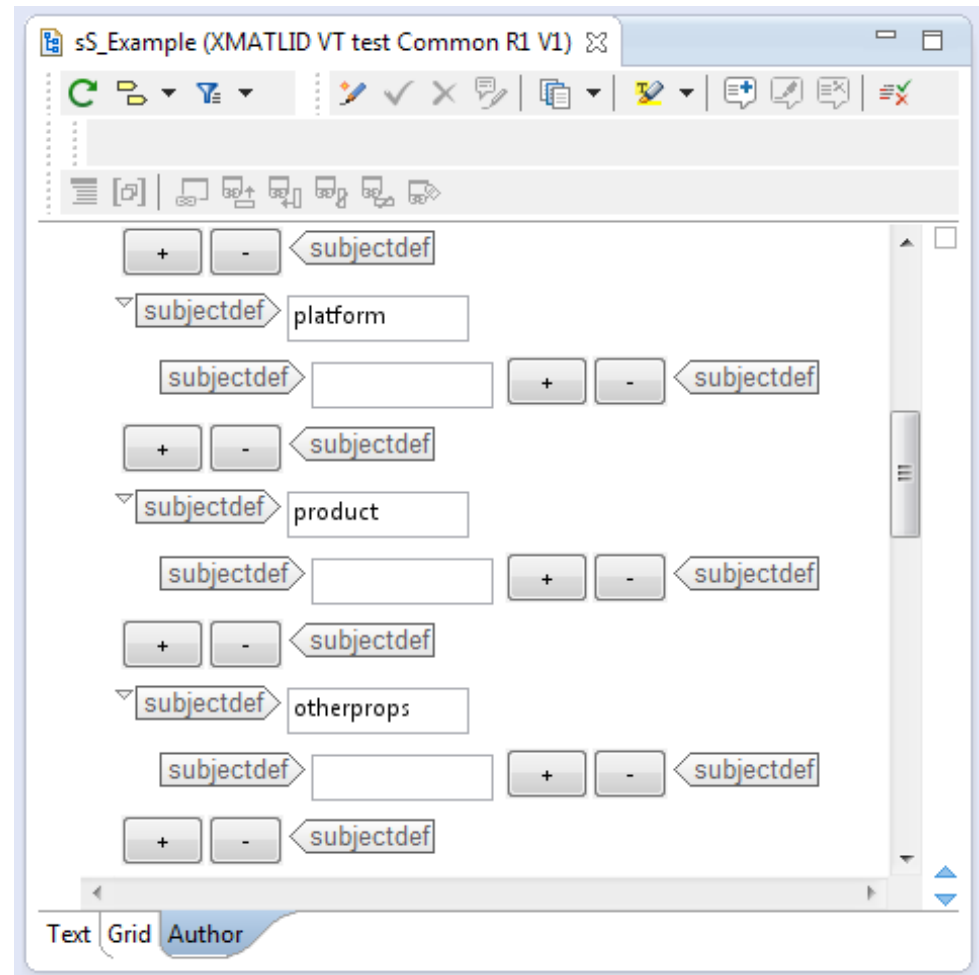 sS_Example (XMATLID VT test Common R1 V1)
+ - subjectdef
subjectdef platform
subjectdef + - subjectdef
+ - subjectdef
subjectdef product
subjectdef + - subjectdef
+ - subjectdef
subjectdef otherprops
subjectdef + - subjectdef
+ - subjectdef
Text Grid Author